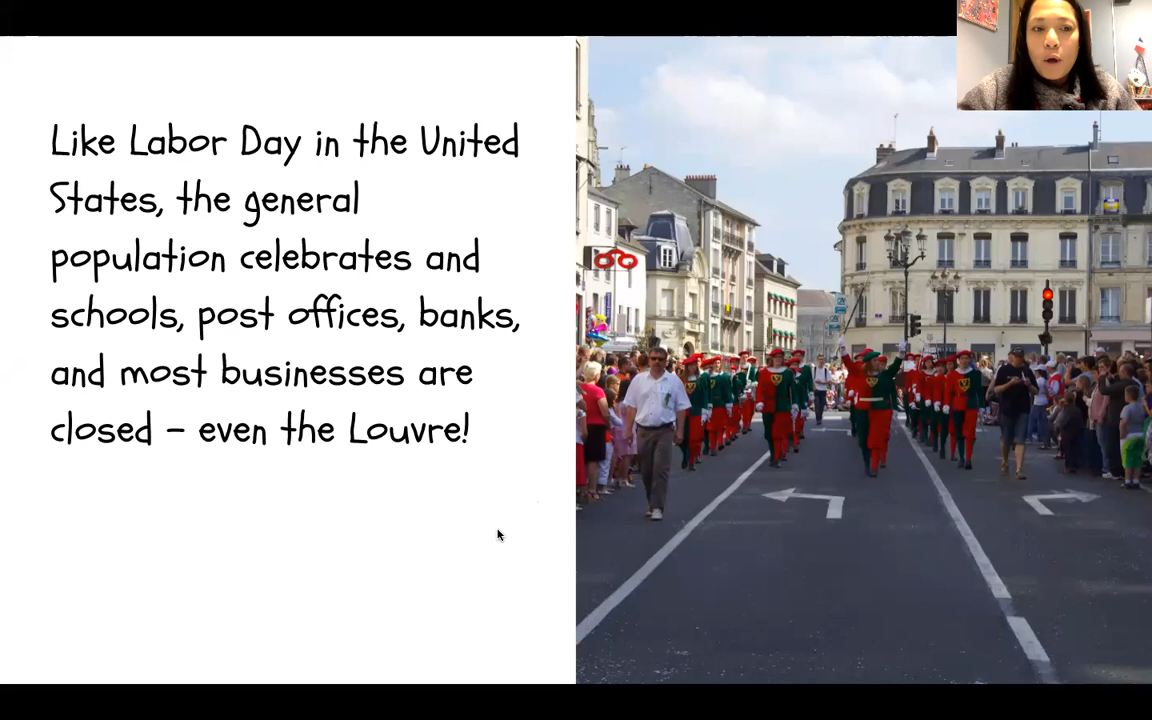 Like Labor Day in the United
States, the general
population celebrates and
schools, post offices, banks,
and most businesses are
closed – even the Louvre!